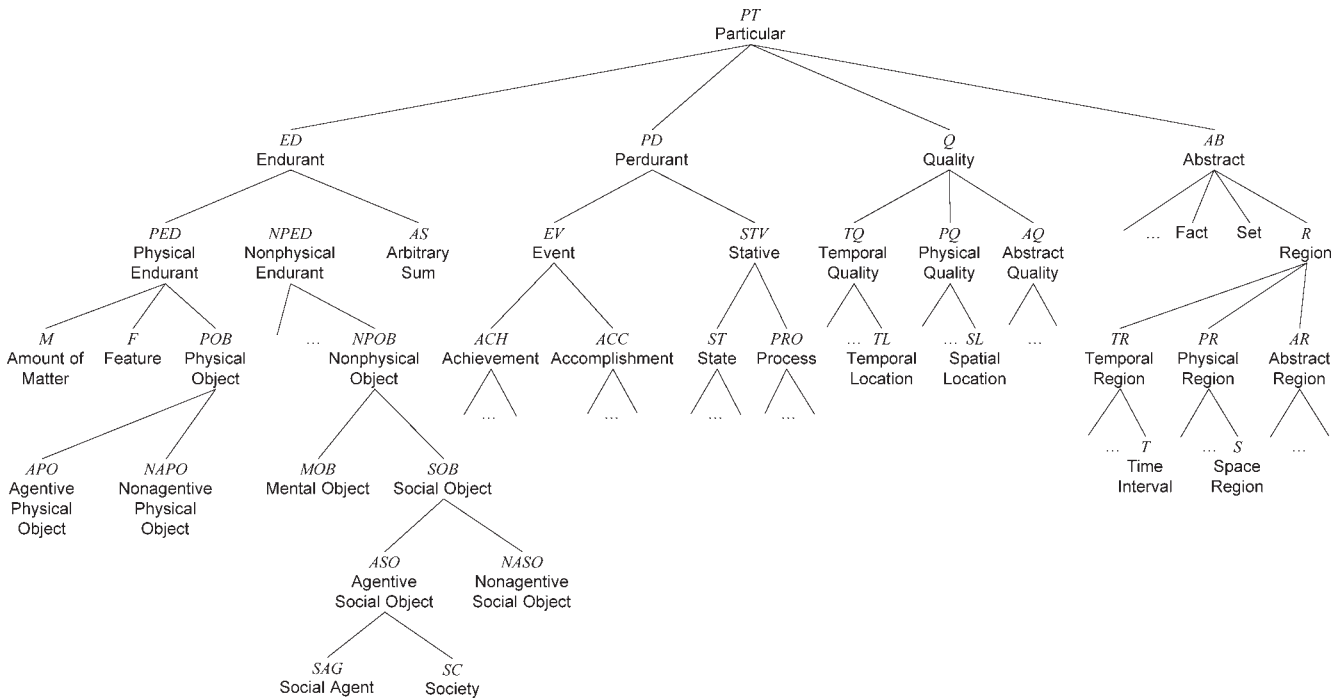 PT
Particular
ED
Endurant
PD
Perdurant
Q
Quality
AB
Abstract
PED
Physical
Endurant
NPED
Nonphysical
Endurant
AS
Arbitrary
Sum
EV
Event
STV
Stative
TQ
Temporal
Quality
PQ
Physical
Quality
AQ
Abstract
Quality
...
Fact
Set
R
Region
M
Amount of
Matter
F
Feature
POB
Physical
Object
...
NPOB
Nonphysical
Object
ACH
Achievement
...
ACC
Accomplishment
...
ST
State
...
PRO
Process
...
... TL
Temporal
Location
... SL
Spatial
Location
...
TR
Temporal
Region
PR
Physical
Region
AR
Abstract
Region
... T
Time
Interval
... S
Space
Region
...
APO
Agentive
Physical
Object
NAPO
Nonagentive
Physical
Object
MOB
Mental Object
SOB
Social Object
ASO
Agentive
Social Object
NASO
Nonagentive
Social Object
SAG
Social Agent
SC
Society